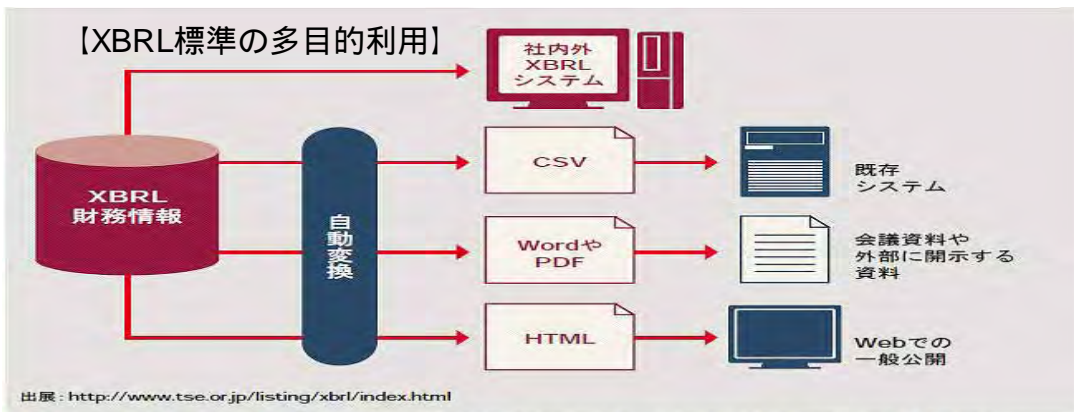 【XBRL標準の多目的利用】
社内外
XBRL
システム
XBRL
財務情報
自動変換
CSV
既存
システム
Wordや
PDF
会議資料や
外部に開示する
資料
HTML
Webでの
一般公開
出展：http://www.tse.or.jp/listing/xbrl/index.html